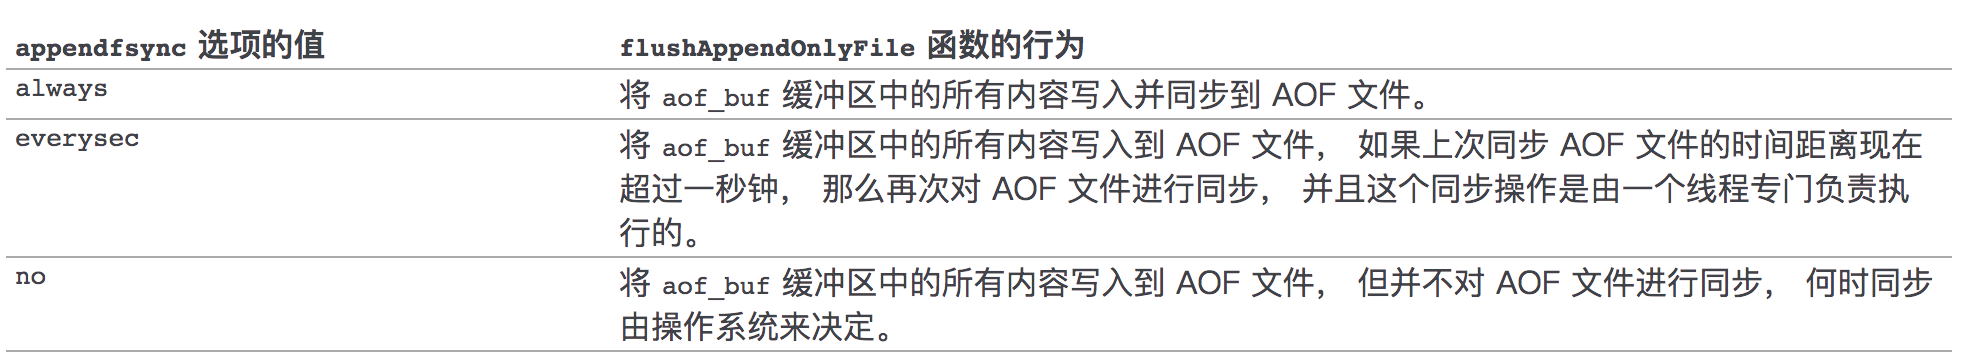 appendfsync 选项的值 flushAppendOnlyFile 函数的行为
always 将 aof_buf 缓冲区中的所有内容写入并同步到 AOF 文件。
everysec 将 aof_buf 缓冲区中的所有内容写入到 AOF 文件， 如果上次同步 AOF 文件的时间距离现在
超过一秒钟， 那么再次对 AOF 文件进行同步， 并且这个同步操作是由一个线程专门负责执
行的。
no 将 aof_buf 缓冲区中的所有内容写入到 AOF 文件， 但并不对 AOF 文件进行同步， 何时同步
由操作系统来决定。